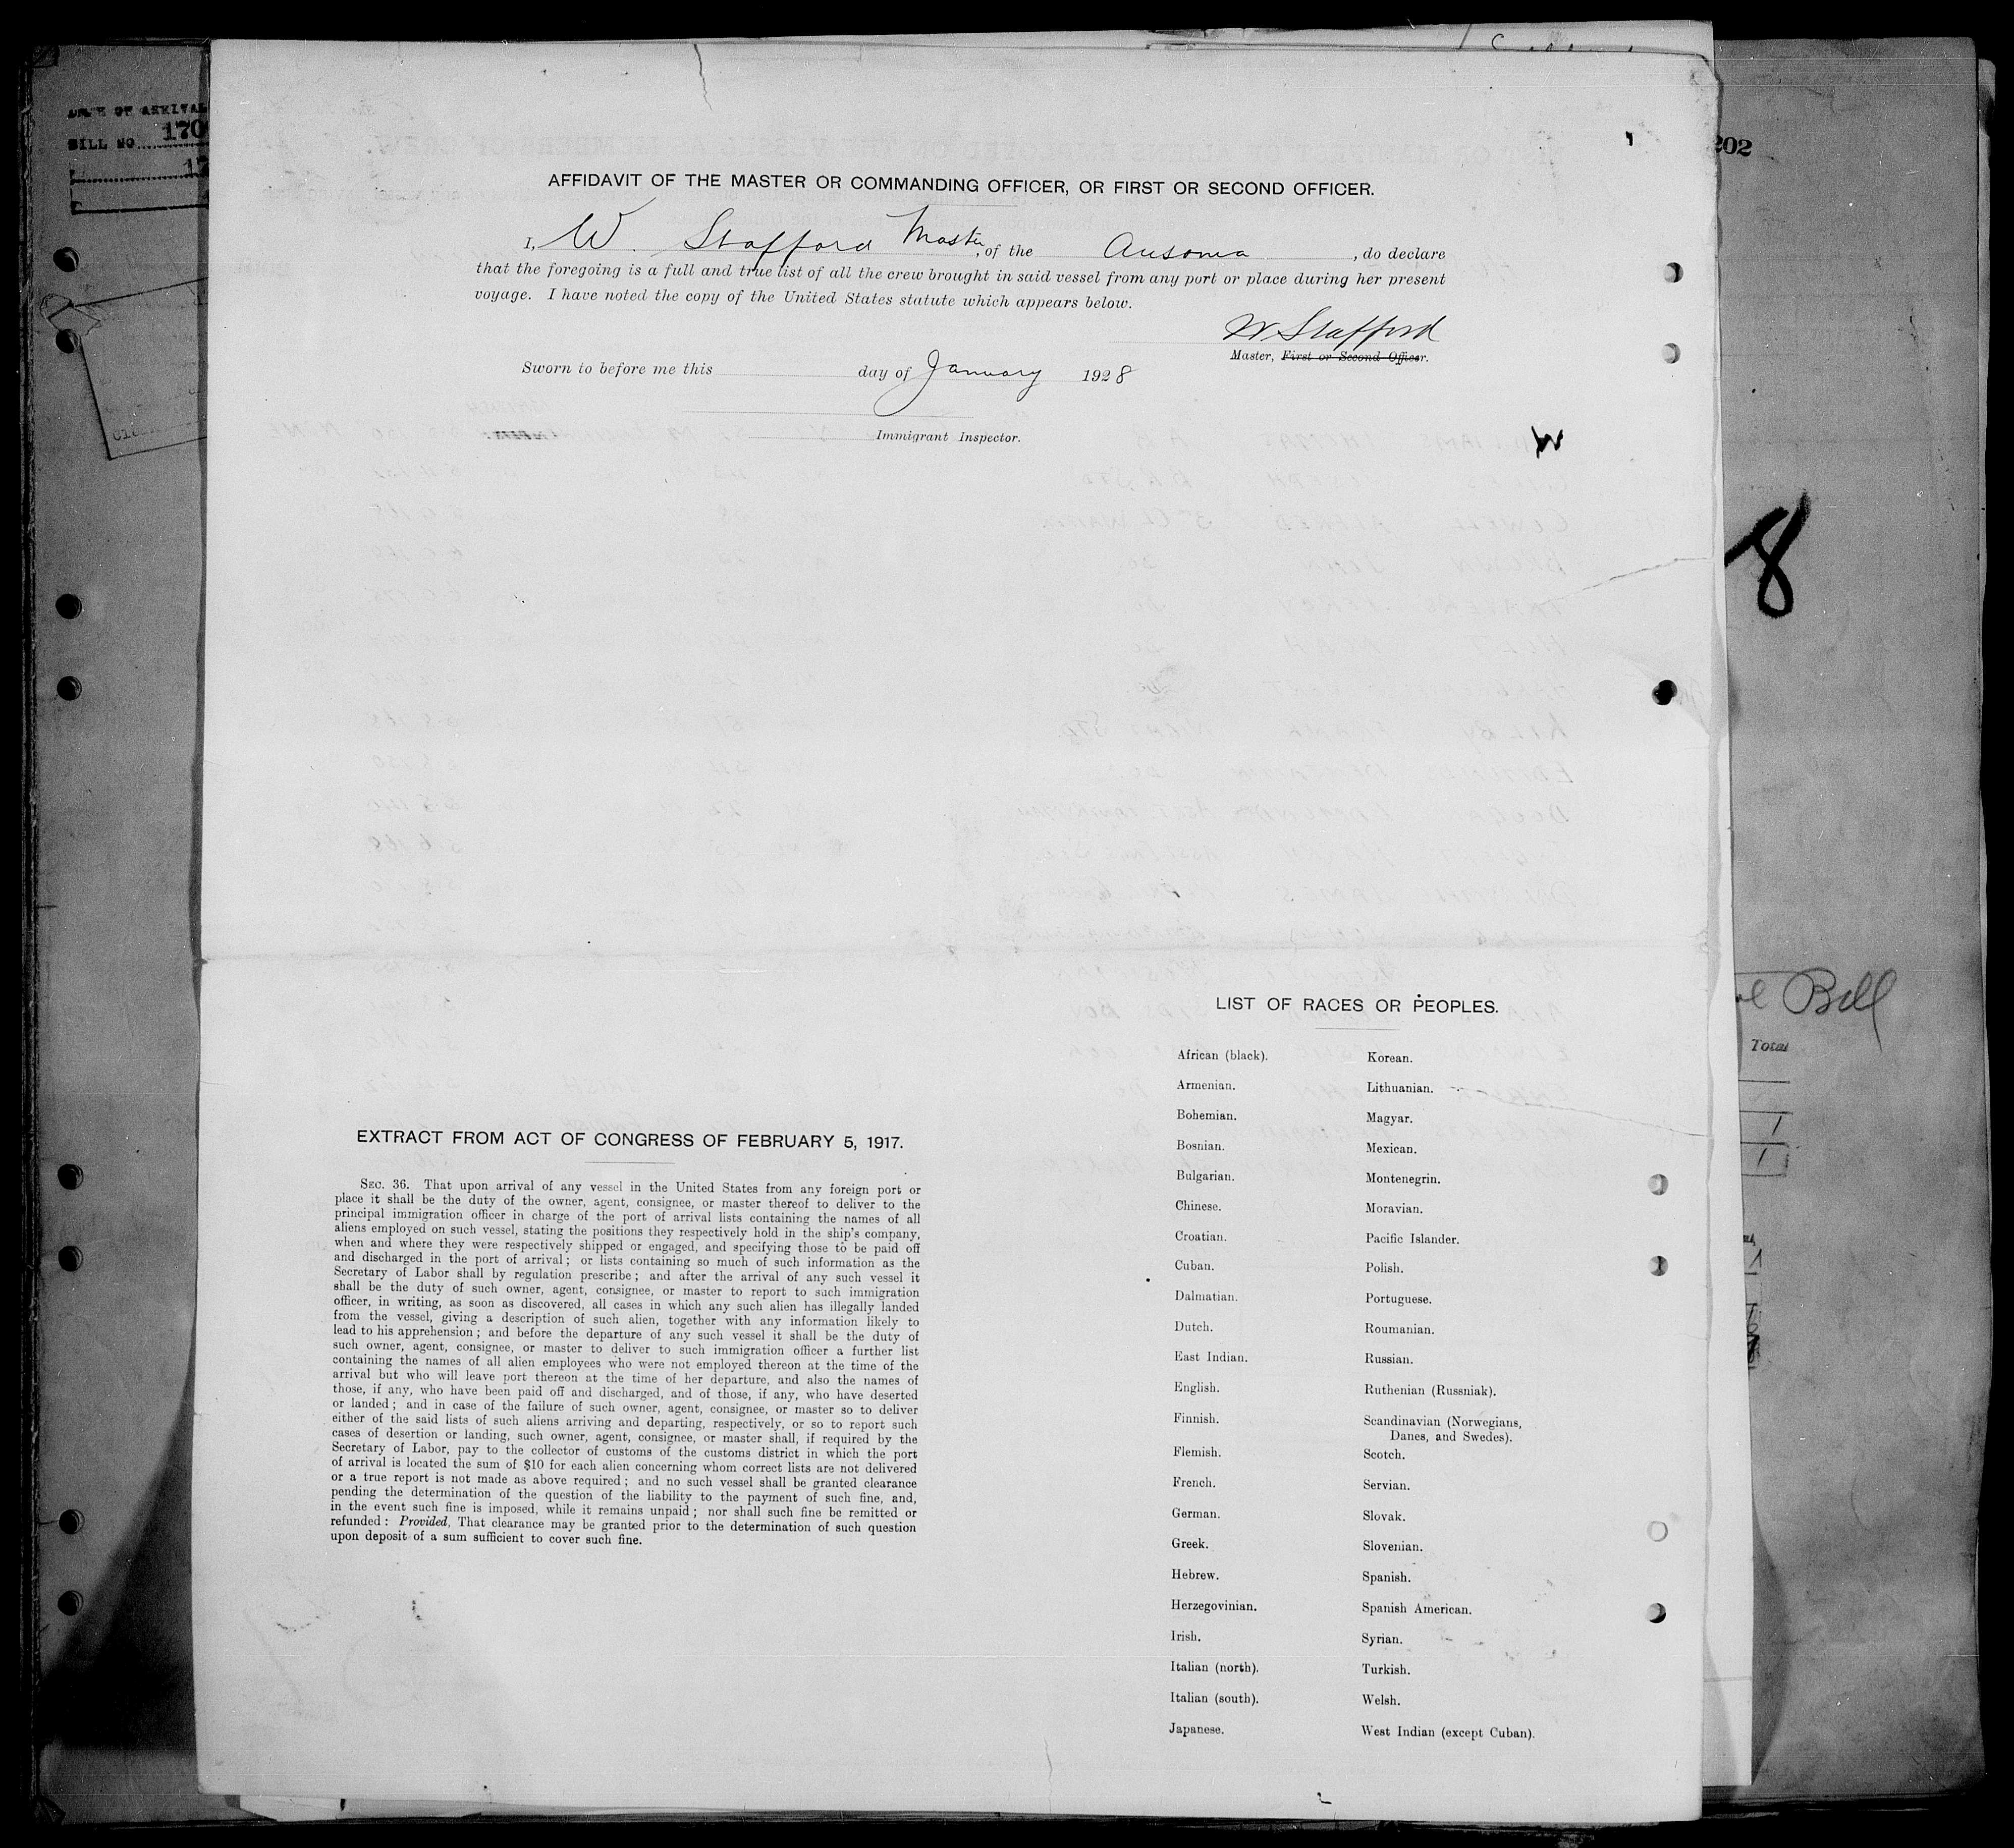 DATE OF ARRIVAL
BILL NO. 170
17
202
AFFIDAVIT OF THE MASTER OR COMMANDING OFFICER, OR FIRST OR SECOND OFFICER.
I, W. Stafford Master, of the Ausonia, do declare
that the foregoing is a full and true list of all the crew brought in said vessel from any port or place during her present
voyage. I have noted the copy of the United States statute which appears below.
W. Stafford
Master, First or Second Officer.
Sworn to before me this day of January 1928
Immigrant Inspector.
W
8
Bill
Total
LIST OF RACES OR PEOPLES.
African (black).
Armenian.
Bohemian.
Bosnian.
Bulgarian.
Chinese.
Croatian.
Cuban.
Dalmatian.
Dutch.
East Indian.
English.
Finnish.
Flemish.
French.
German.
Greek.
Hebrew.
Herzegovinian.
Irish.
Italian (north).
Italian (south).
Japanese.
Korean.
Lithuanian.
Magyar.
Mexican.
Montenegrin.
Moravian.
Pacific Islander.
Polish.
Portuguese.
Roumanian.
Russian.
Ruthenian (Russniak).
Scandinavian (Norwegians,
Danes, and Swedes).
Scotch.
Servian.
Slovak.
Slovenian.
Spanish.
Spanish American.
Syrian.
Turkish.
Welsh.
West Indian (except Cuban).
EXTRACT FROM ACT OF CONGRESS OF FEBRUARY 5, 1917.
SEC. 36. That upon arrival of any vessel in the United States from any foreign port or
place it shall be the duty of the owner, agent, consignee, or master thereof to deliver to the
principal immigration officer in charge of the port of arrival lists containing the names of all
aliens employed on such vessel, stating the positions they respectively hold in the ship's company,
when and where they were respectively shipped or engaged, and specifying those to be paid off
and discharged in the port of arrival; or lists containing so much of such information as the
Secretary of Labor shall by regulation prescribe; and after the arrival of any such vessel it
shall be the duty of such owner, agent, consignee, or master to report to such immigration
officer, in writing, as soon as discovered, all cases in which any such alien has illegally landed
from the vessel, giving a description of such alien, together with any information likely to
lead to his apprehension; and before the departure of any such vessel it shall be the duty of
such owner, agent, consignee, or master to deliver to such immigration officer a further list
containing the names of all alien employees who were not employed thereon at the time of the
arrival but who will leave port thereon at the time of her departure, and also the names of
those, if any, who have been paid off and discharged, and of those, if any, who have deserted
or landed; and in case of the failure of such owner, agent, consignee, or master so to deliver
either of the said lists of such aliens arriving and departing, respectively, or so to report such
cases of desertion or landing, such owner, agent, consignee, or master shall, if required by the
Secretary of Labor, pay to the collector of customs of the customs district in which the port
of arrival is located the sum of $10 for each alien concerning whom correct lists are not delivered
or a true report is not made as above required; and no such vessel shall be granted clearance
pending the determination of the question of the liability to the payment of such fine, and,
in the event such fine is imposed, while it remains unpaid; nor shall such fine be remitted or
refunded: Provided, That clearance may be granted prior to the determination of such question
upon deposit of a sum sufficient to cover such fine.